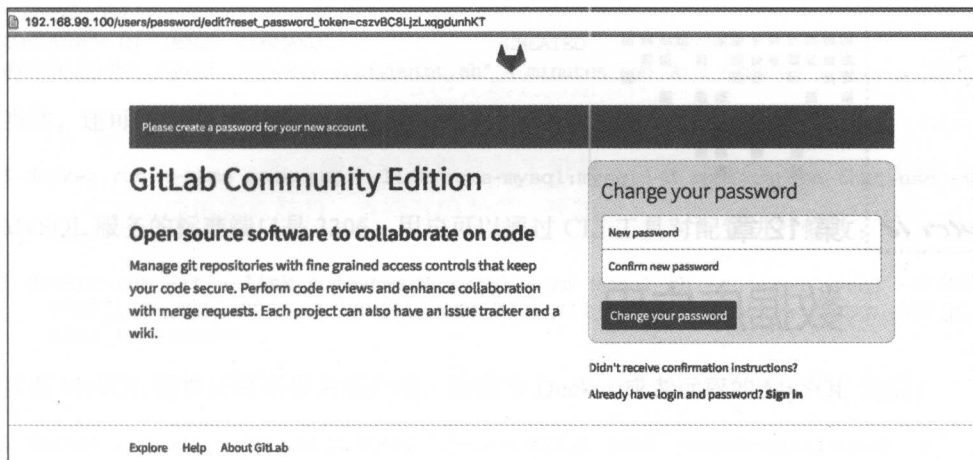 192.168.99.100/users/password/edit?reset_password_token=cszvBC8LjzLxqgdunhKT
Please create a password for your new account.
GitLab Community Edition
Open source software to collaborate on code
Manage git repositories with fine grained access controls that keep
your code secure. Perform code reviews and enhance collaboration
with merge requests. Each project can also have an issue tracker and a
wiki.
Change your password
New password
Confirm new password
Change your password
Didn't receive confirmation instructions?
Already have login and password? Sign in
Explore Help About GitLab